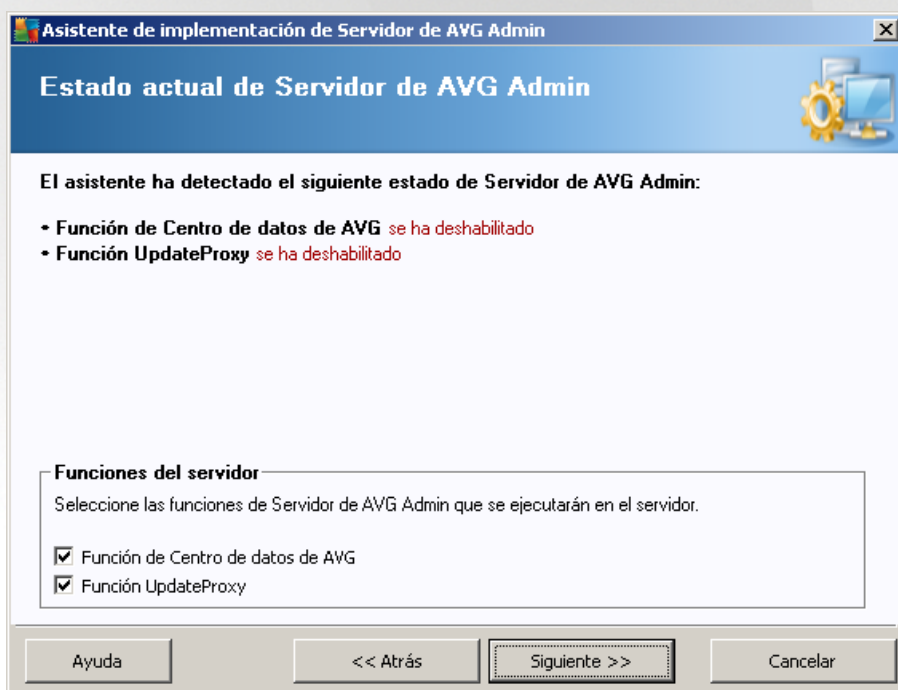 Asistente de implementación de Servidor de AVG Admin
Estado actual de Servidor de AVG Admin
El asistente ha detectado el siguiente estado de Servidor de AVG Admin:
• Función de Centro de datos de AVG se ha deshabilitado
• Función UpdateProxy se ha deshabilitado
Funciones del servidor
Seleccione las funciones de Servidor de AVG Admin que se ejecutarán en el servidor.
Función de Centro de datos de AVG
Función UpdateProxy
Ayuda
<< Atrás
Siguiente >>
Cancelar